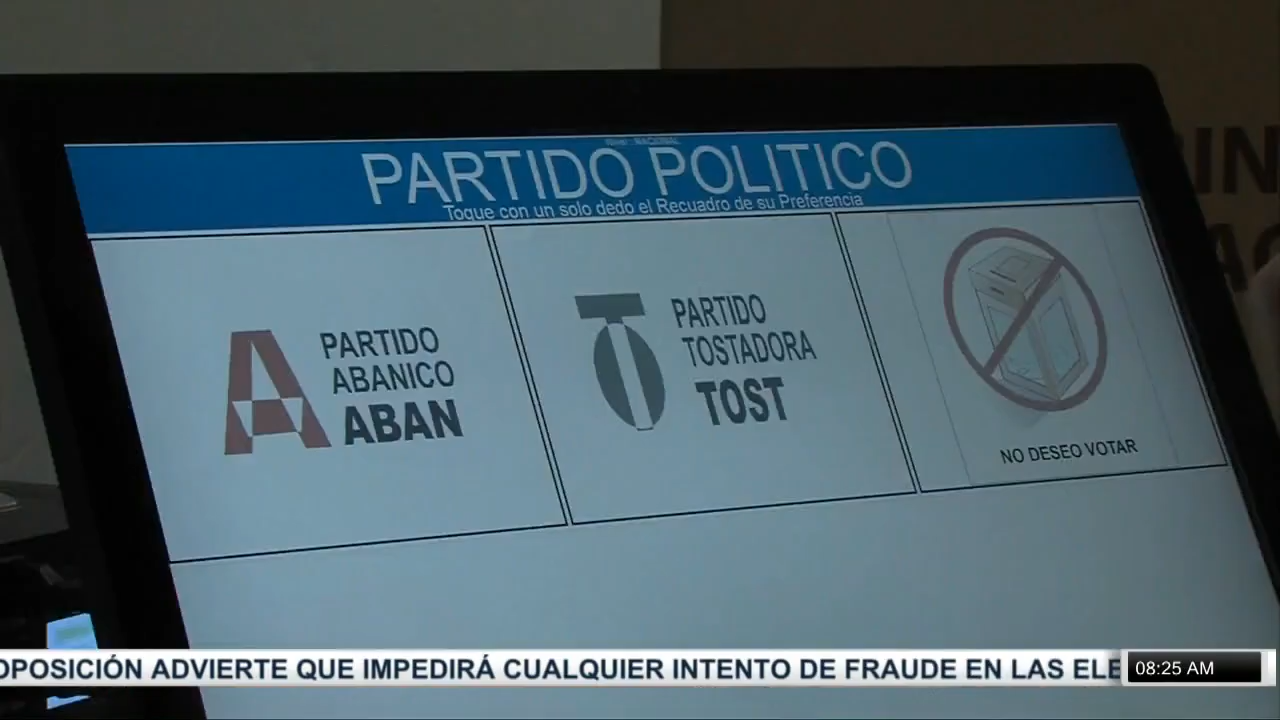 PARTIDO POLITICO
Toque con un solo dedo el Recuadro de su Preferencia
PARTIDO
ABANICO
ABAN
PARTIDO
TOSTADORA
TOST
NO DESEO VOTAR
OPOSICIÓN ADVIERTE QUE IMPEDIRÁ CUALQUIER INTENTO DE FRAUDE EN LAS ELE
08:25 AM